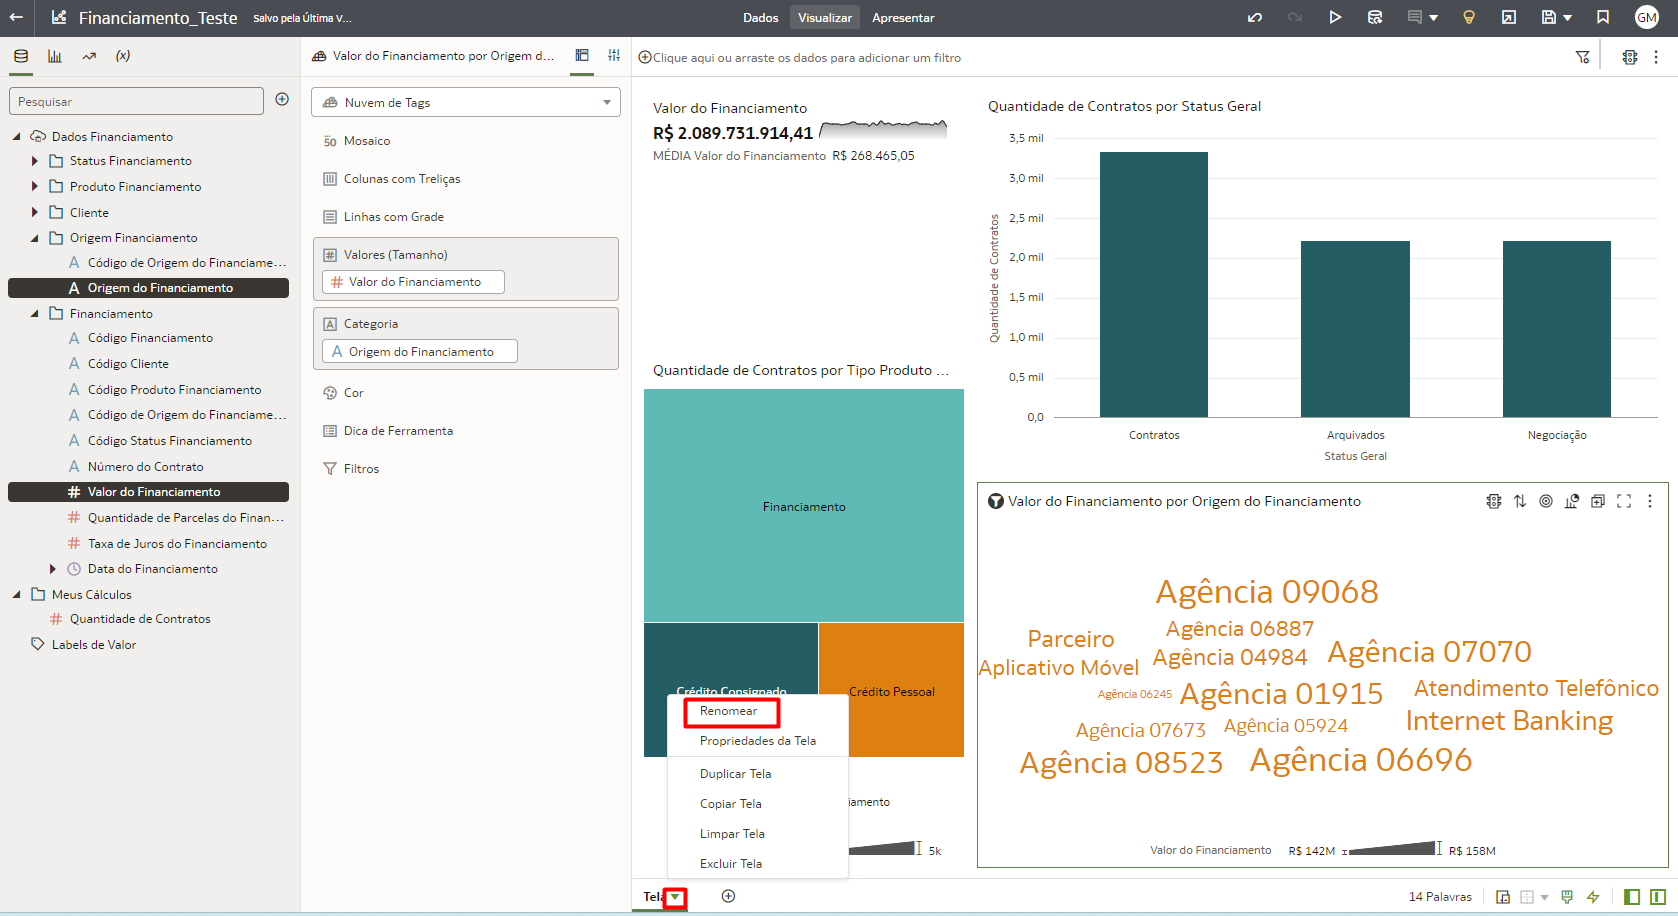 Financiamento_Teste
Salvo pela Última V...
Dados
Visualizar
Apresentar
GM
(x)
Valor do Financiamento por Origem d...
Clique aqui ou arraste os dados para adicionar um filtro
Pesquisar
Dados Financiamento
Status Financiamento
Produto Financiamento
Cliente
Origem Financiamento
A Código de Origem do Financiame...
A Origem do Financiamento
Financiamento
A Código Financiamento
A Código Cliente
A Código Produto Financiamento
A Código de Origem do Financiame...
A Código Status Financiamento
A Número do Contrato
# Valor do Financiamento
# Quantidade de Parcelas do Finan...
# Taxa de Juros do Financiamento
Data do Financiamento
Meus Cálculos
# Quantidade de Contratos
Labels de Valor
Nuvem de Tags
50 Mosaico
Colunas com Treliças
Linhas com Grade
# Valores (Tamanho)
# Valor do Financiamento
A Categoria
A Origem do Financiamento
Cor
Dica de Ferramenta
Filtros
Valor do Financiamento
R$ 2.089.731.914,41
MÉDIA Valor do Financiamento R$ 268.465,05
Quantidade de Contratos por Status Geral
Quantidade de Contratos
3,5 mil
3,0 mil
2,5 mil
2,0 mil
1,5 mil
1,0 mil
0,5 mil
0,0
Contratos
Arquivados
Negociação
Status Geral
Quantidade de Contratos por Tipo Produto ...
Financiamento
Crédito Consignado
Crédito Pessoal
Renomear
Propriedades da Tela
Duplicar Tela
Copiar Tela
Limpar Tela
Excluir Tela
iamento
5k
Valor do Financiamento por Origem do Financiamento
Agência 09068
Parceiro
Agência 06887
Aplicativo Móvel
Agência 04984
Agência 07070
Agência 06245
Agência 01915
Atendimento Telefônico
Agência 07673
Agência 05924
Internet Banking
Agência 08523
Agência 06696
Valor do Financiamento
R$ 142M
R$ 158M
Tela
14 Palavras